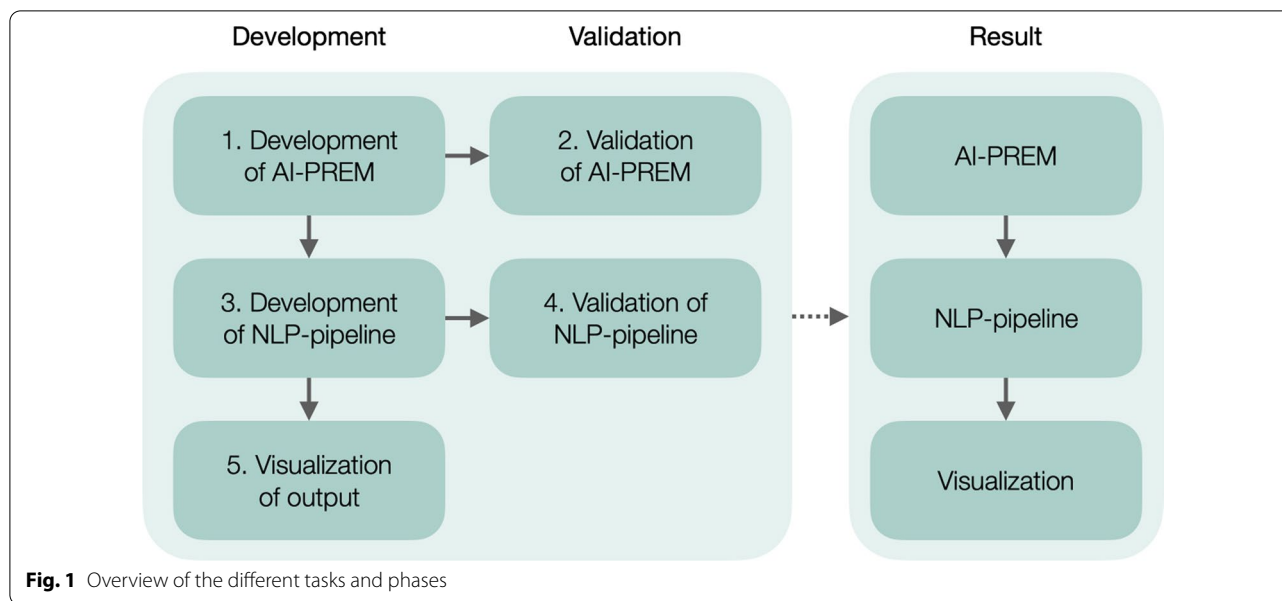 Development
Validation
Result
1. Development
of AI-PREM
2. Validation
of AI-PREM
AI-PREM
3. Development
of NLP-pipeline
4. Validation of
NLP-pipeline
NLP-pipeline
5. Visualization
of output
Visualization
Fig. 1 Overview of the different tasks and phases